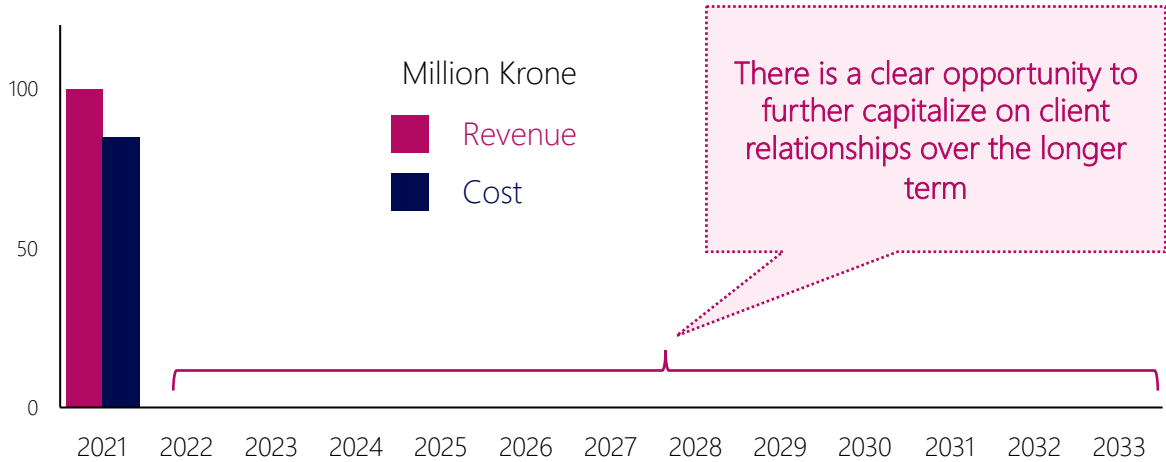 There is a clear opportunity to
further capitalize on client
relationships over the longer
term
Million Krone
Revenue
Cost
100
50
0
2021 2022 2023 2024 2025 2026 2027 2028 2029 2030 2031 2032 2033